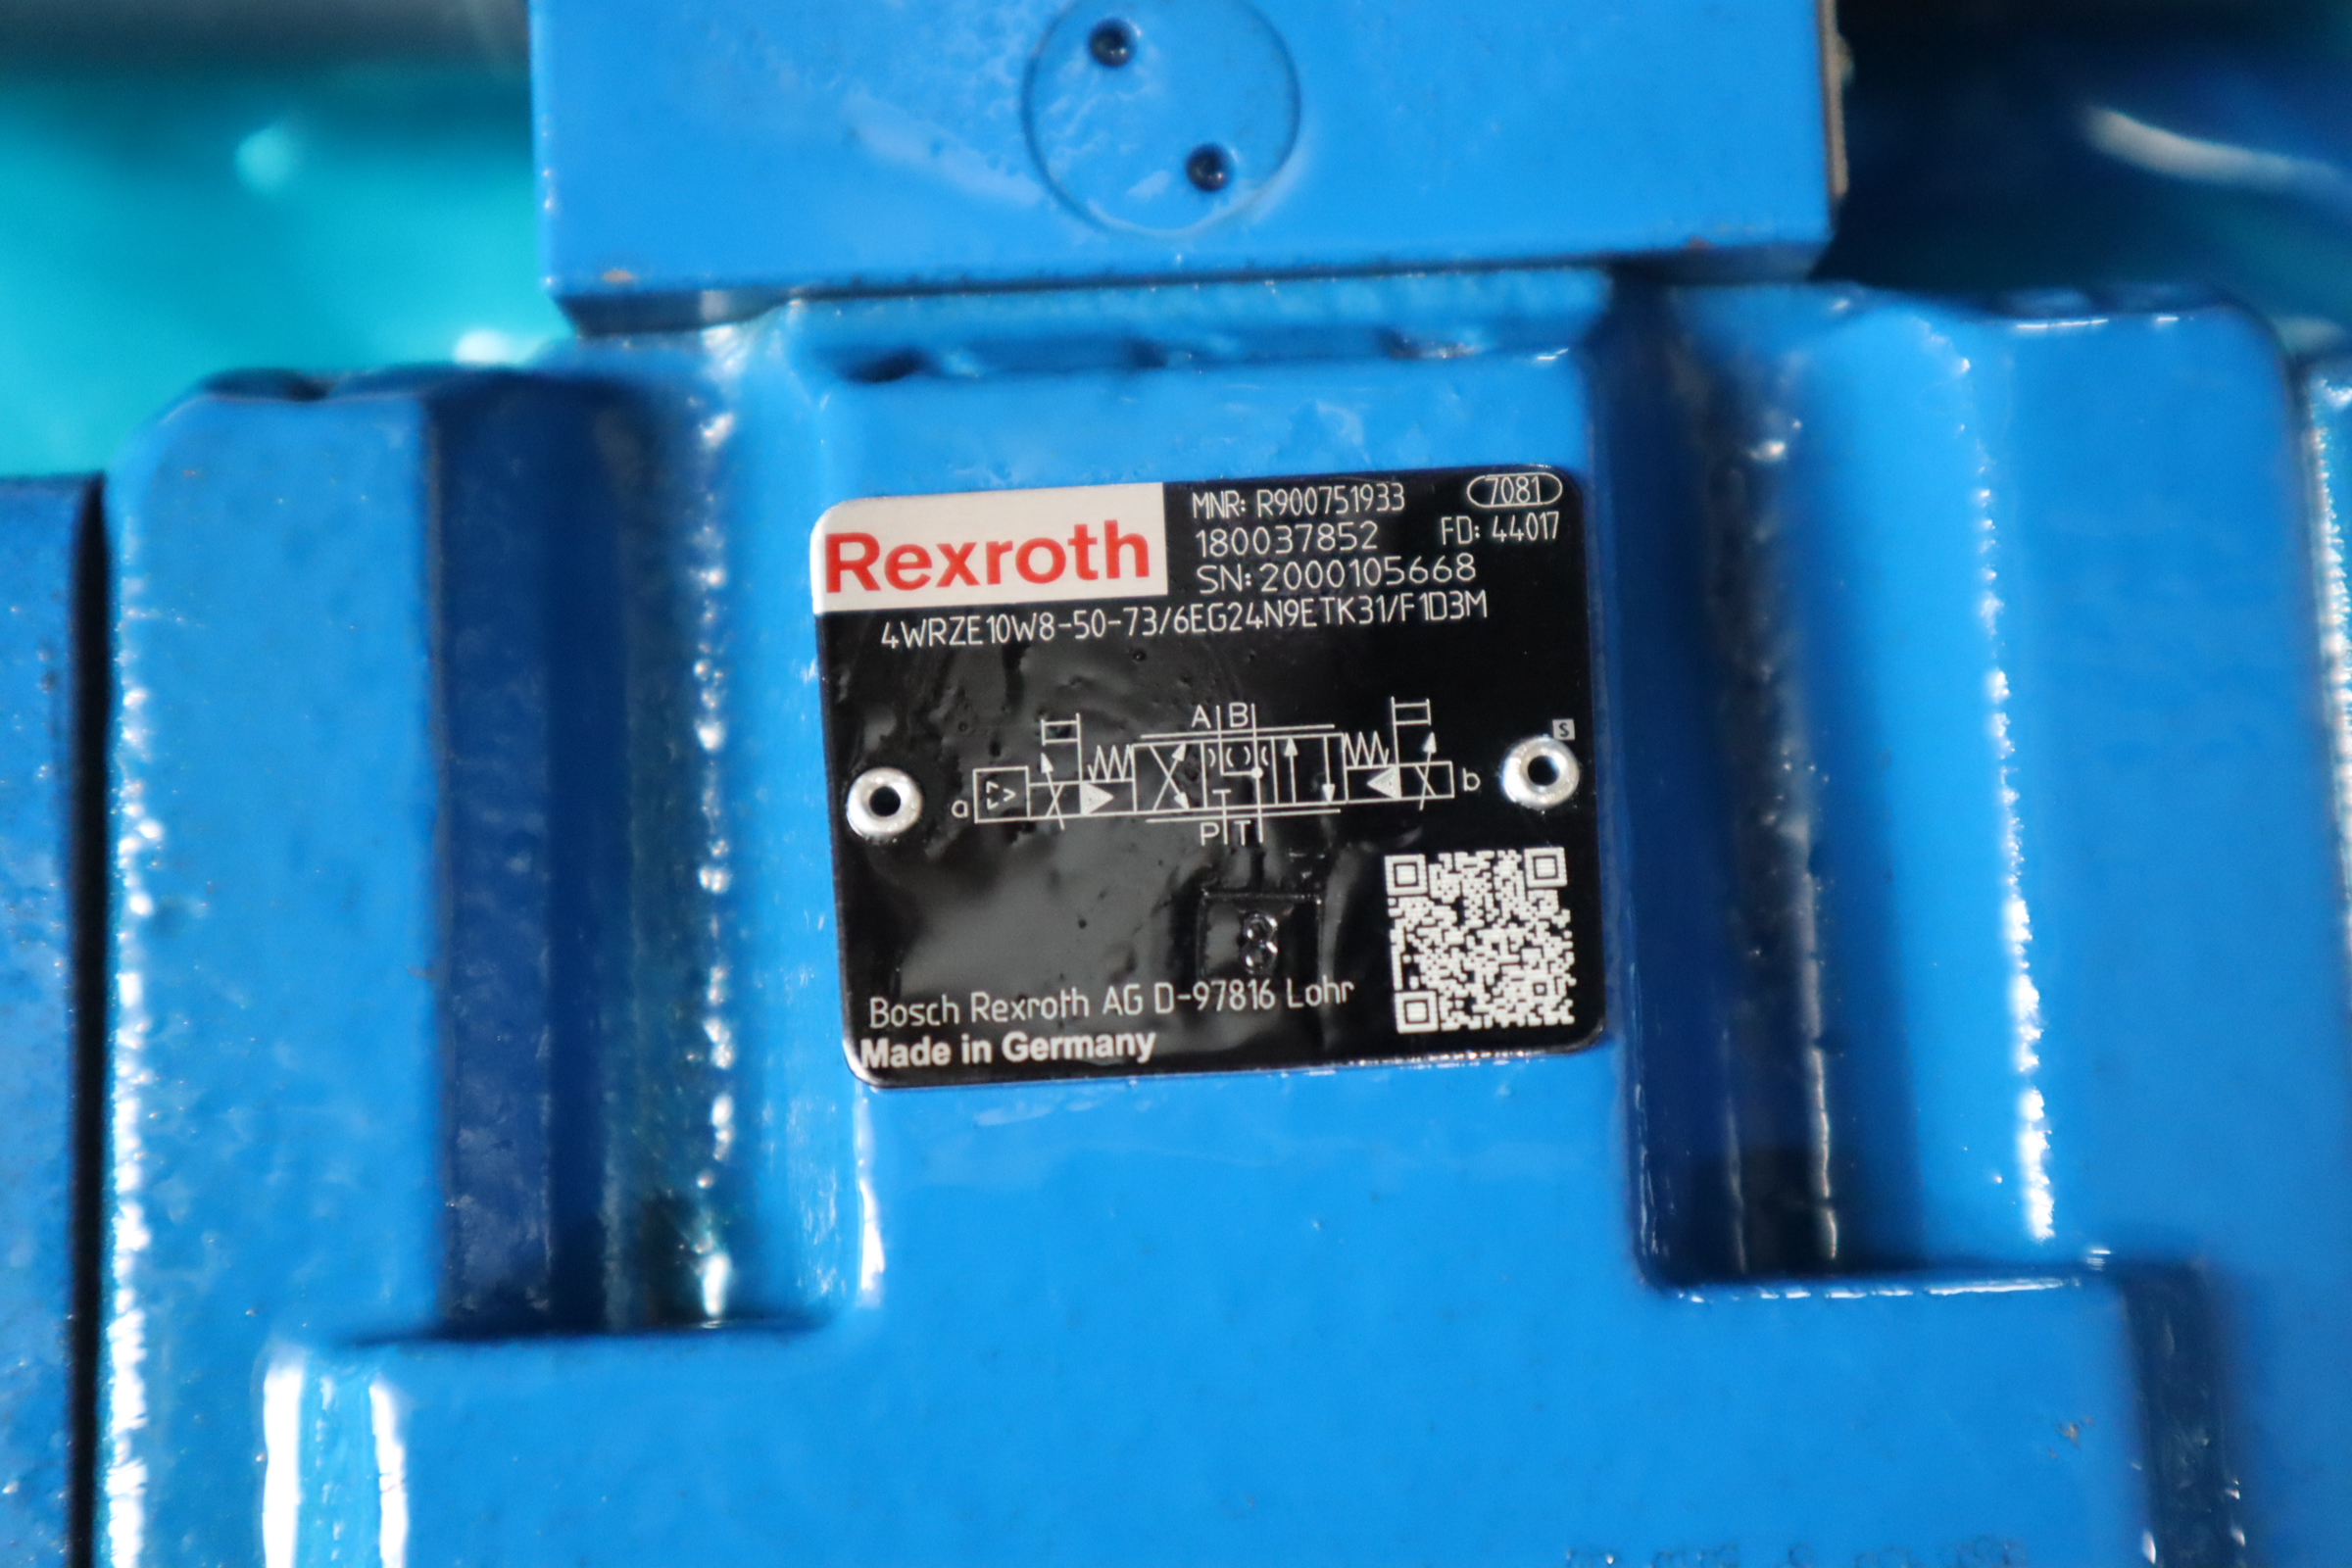 Rexroth
MNR: R900751933
7081
180037852
FD: 44017
SN: 2000105668
4WRZE10W8-50-73/6EG24N9ETK31/F1D3M
S
A B
a
b
P T
8
Bosch Rexroth AG D-97816 Lohr
Made in Germany